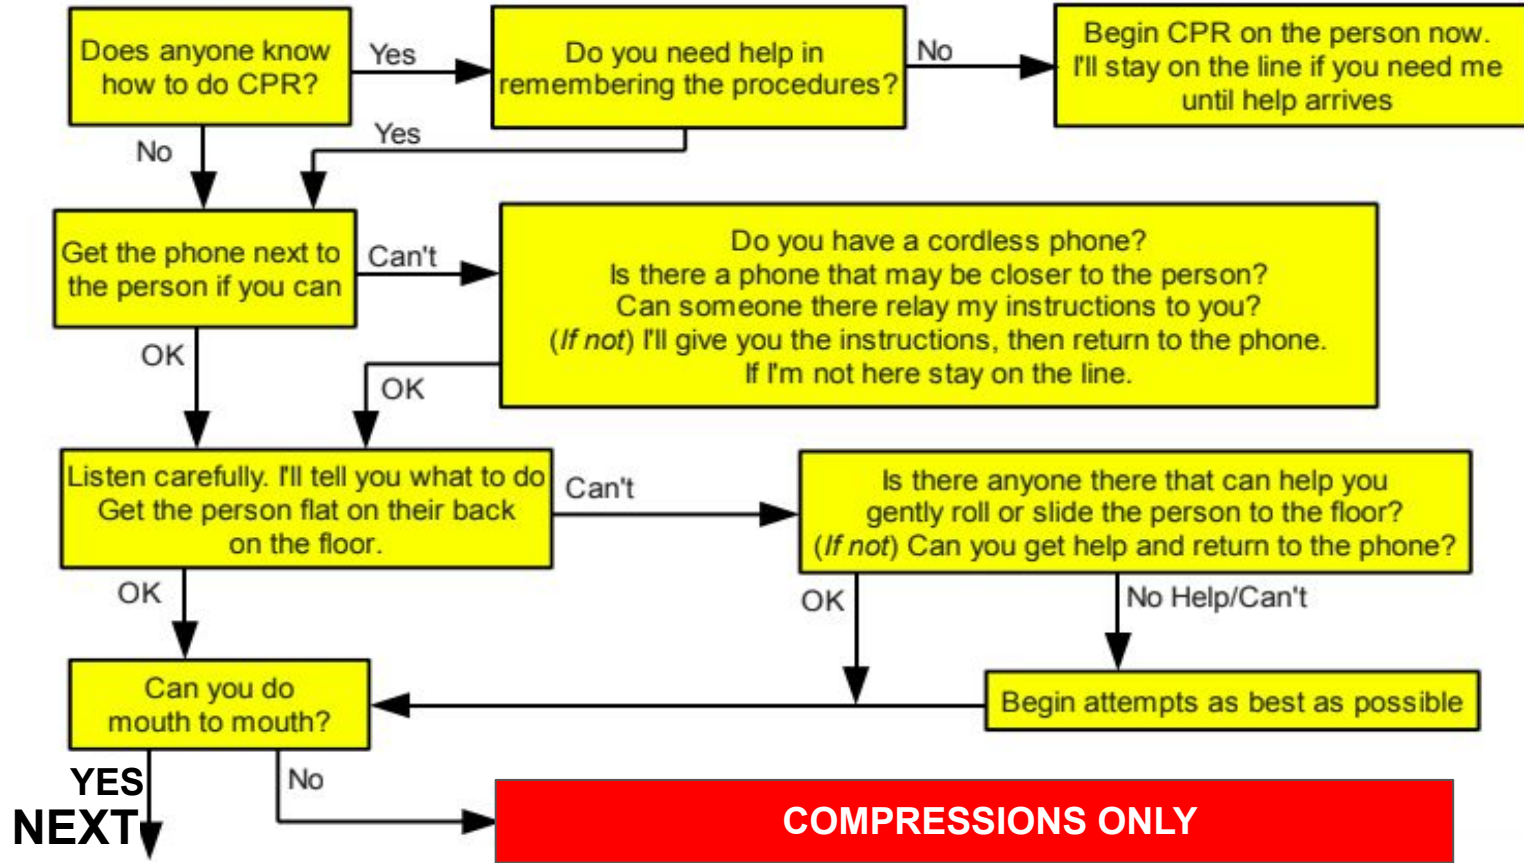 Does anyone know
how to do CPR?
Yes
Do you need help in
remembering the procedures?
No
Begin CPR on the person now.
I'll stay on the line if you need me
until help arrives
No
Yes
Get the phone next to
the person if you can
Can't
Do you have a cordless phone?
Is there a phone that may be closer to the person?
Can someone there relay my instructions to you?
(If not) I'll give you the instructions, then return to the phone.
If I'm not here stay on the line.
OK
OK
Listen carefully. I'll tell you what to do
Get the person flat on their back
on the floor.
Can't
Is there anyone there that can help you
gently roll or slide the person to the floor?
(If not) Can you get help and return to the phone?
OK
OK
No Help/Can't
Can you do
mouth to mouth?
Begin attempts as best as possible
YES
NEXT
No
COMPRESSIONS ONLY